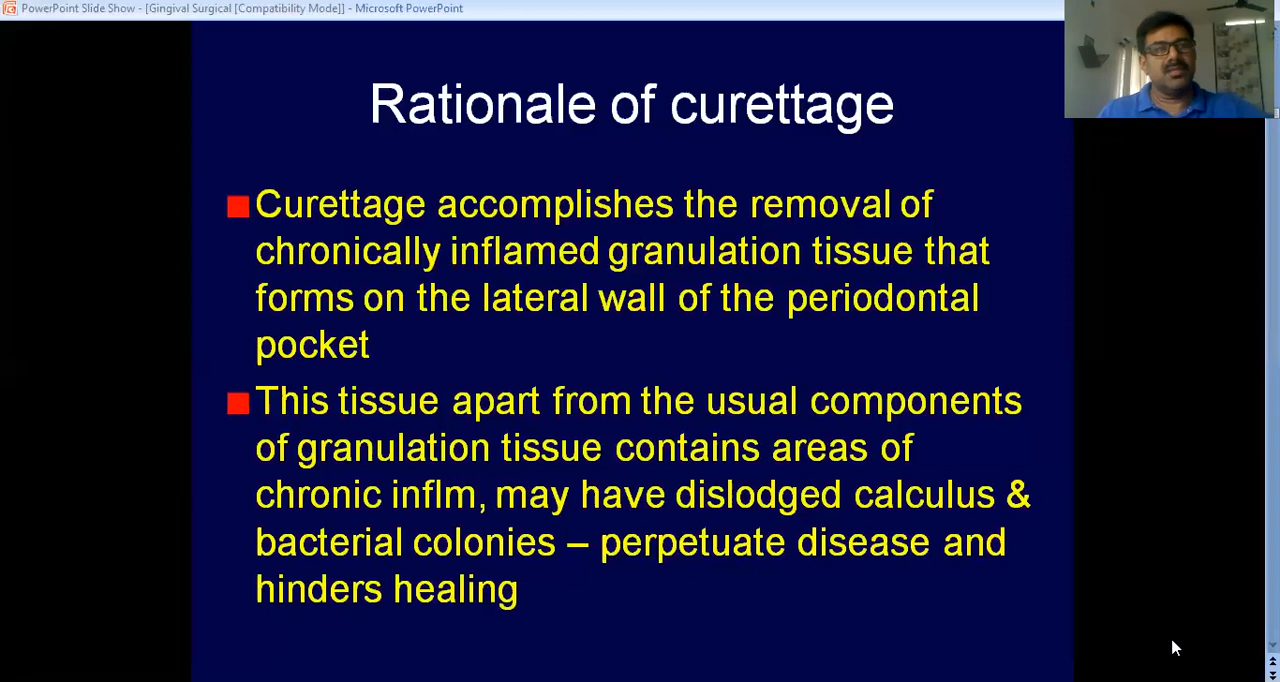 PowerPoint Slide Show - [Gingival Surgical [Compatibility Mode]] - Microsoft PowerPoint
Rationale of curettage
Curettage accomplishes the removal of
chronically inflamed granulation tissue that
forms on the lateral wall of the periodontal
pocket
This tissue apart from the usual components
of granulation tissue contains areas of
chronic inflm, may have dislodged calculus &
bacterial colonies – perpetuate disease and
hinders healing